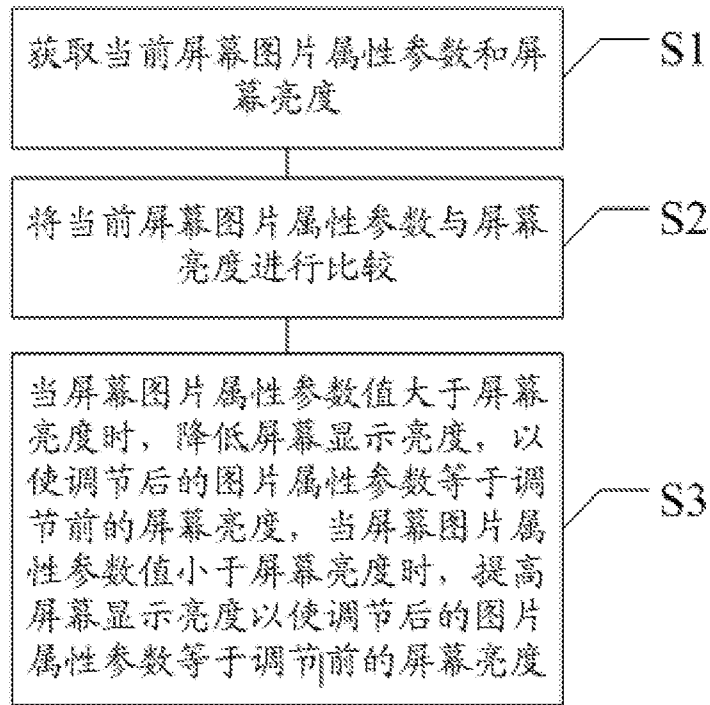 获取当前屏幕图片属性参数和屏
幕亮度
S1
将当前屏幕图片属性参数与屏幕
亮度进行比较
S2
当屏幕图片属性参数值大于屏幕
亮度时，降低屏幕显示亮度，以
使调节后的图片属性参数等于调
节前的屏幕亮度，当屏幕图片属
性参数值小于屏幕亮度时，提高
屏幕显示亮度以使调节后的图片
属性参数等于调节前的屏幕亮度
S3